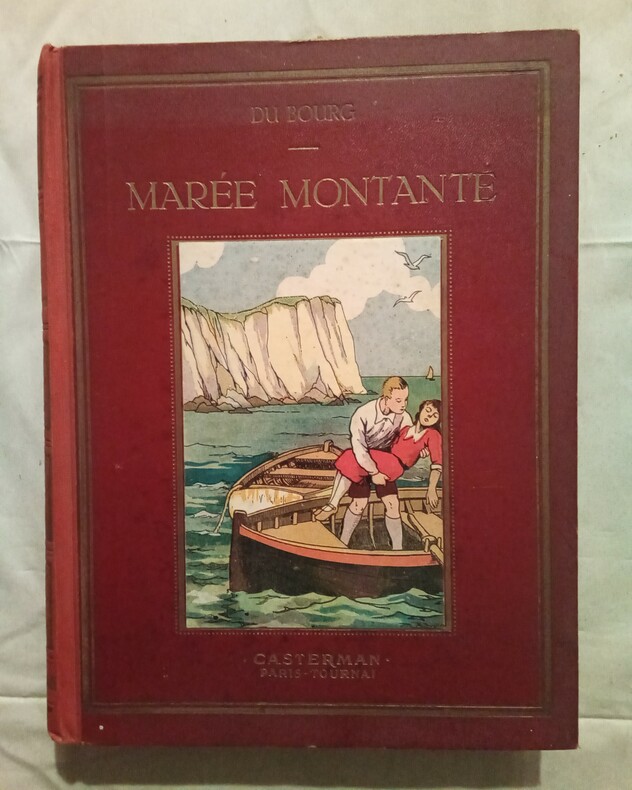 DU BOURG
MARÉE MONTANTE
· CASTERMAN ·
PARIS-TOURNAI